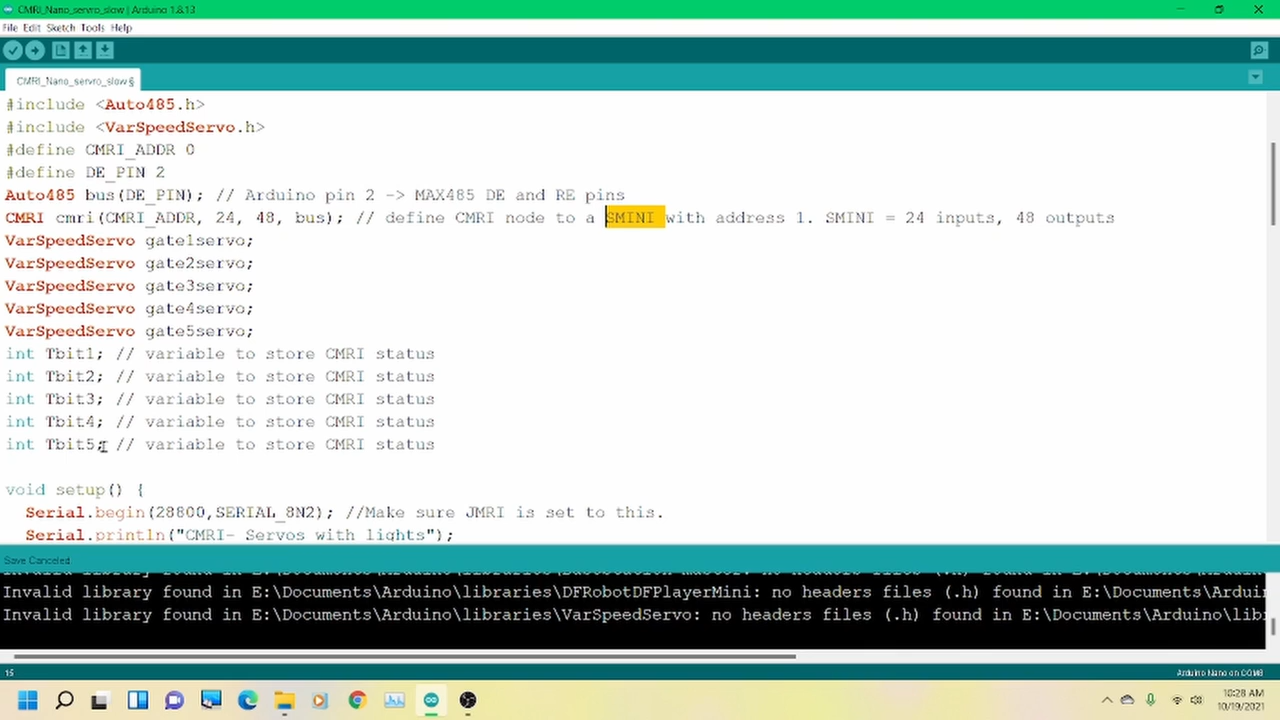 CMRI_Nano_servro_slow | Arduino 1.8.13
File Edit Sketch Tools Help
CMRI_Nano_servro_slow §
#include <Auto485.h>
#include <VarSpeedServo.h>
#define CMRI_ADDR 0
#define DE_PIN 2
Auto485 bus(DE_PIN); // Arduino pin 2 -> MAX485 DE and RE pins
CMRI cmri(CMRI_ADDR, 24, 48, bus); // define CMRI node to a SMINI with address 1. SMINI = 24 inputs, 48 outputs
VarSpeedServo gate1servo;
VarSpeedServo gate2servo;
VarSpeedServo gate3servo;
VarSpeedServo gate4servo;
VarSpeedServo gate5servo;
int Tbit1; // variable to store CMRI status
int Tbit2; // variable to store CMRI status
int Tbit3; // variable to store CMRI status
int Tbit4; // variable to store CMRI status
int Tbit5; // variable to store CMRI status
void setup() {
Serial.begin(28800,SERIAL_8N2); //Make sure JMRI is set to this.
Serial.println("CMRI- Servos with lights");
Save Canceled.
Invalid library found in E:\Documents\Arduino\libraries\DFRobotDFPlayerMini: no headers files (.h) found in E:\Documents\Arduin
Invalid library found in E:\Documents\Arduino\libraries\VarSpeedServo: no headers files (.h) found in E:\Documents\Arduino\lib
15
Arduino Nano on COM8
10:28 AM
10/19/2021